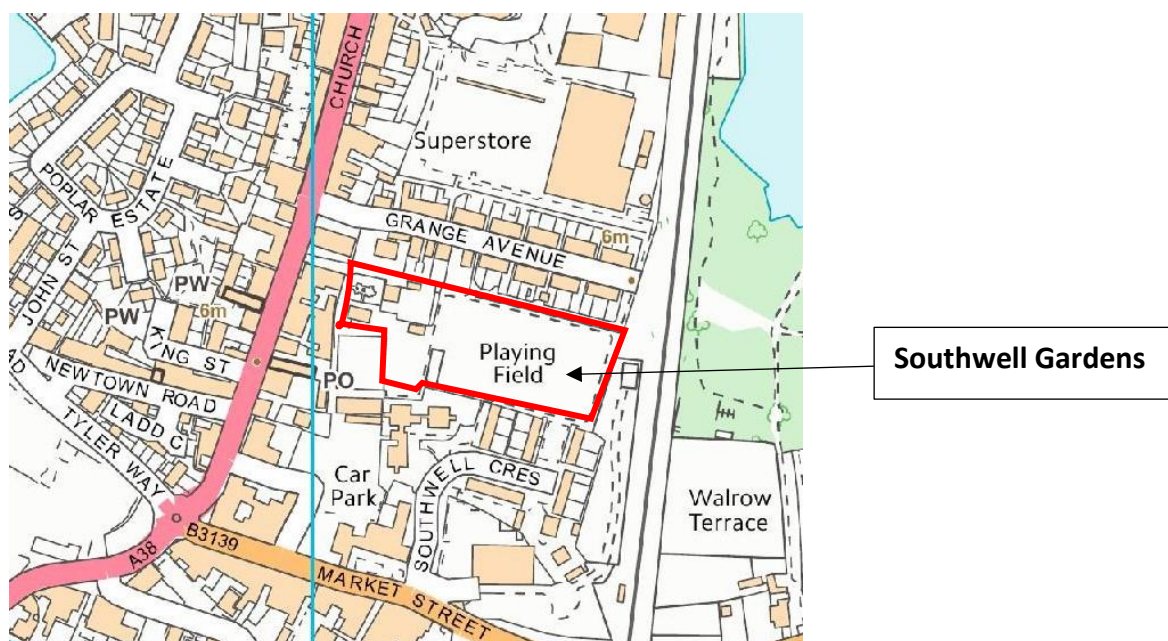 CHURCH
Superstore
POPLAR ESTATE
GRANGE AVENUE
6m
JOHN ST
PW
6m
PW
KING ST
Playing
Field
Southwell Gardens
PO
NEWTOWN ROAD
LADD C
TYLER WAY
Car
Park
SOUTHWELL CRES
Walrow
Terrace
A38
B3139
MARKET STREET